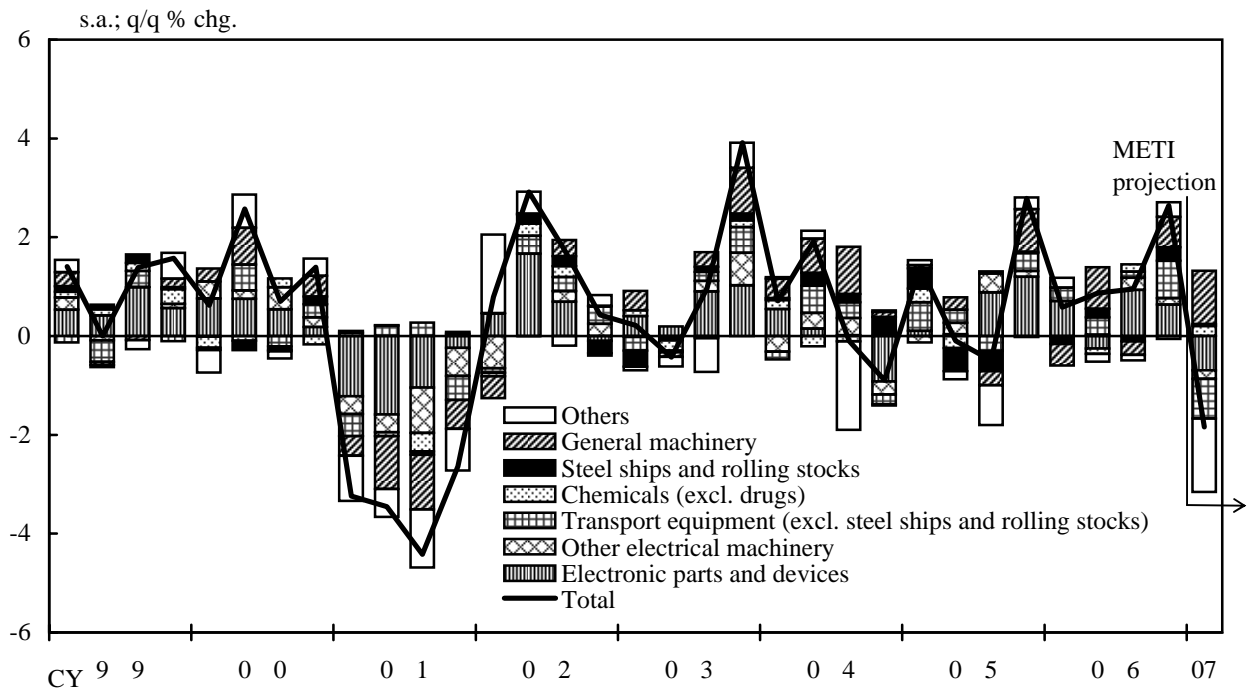 s.a.; q/q % chg.
6
4
2
0
-2
-4
-6
METI
projection
Others
General machinery
Steel ships and rolling stocks
Chemicals (excl. drugs)
Transport equipment (excl. steel ships and rolling stocks)
Other electrical machinery
Electronic parts and devices
Total
CY 9 9 0 0 0 1 0 2 0 3 0 4 0 5 0 6 07